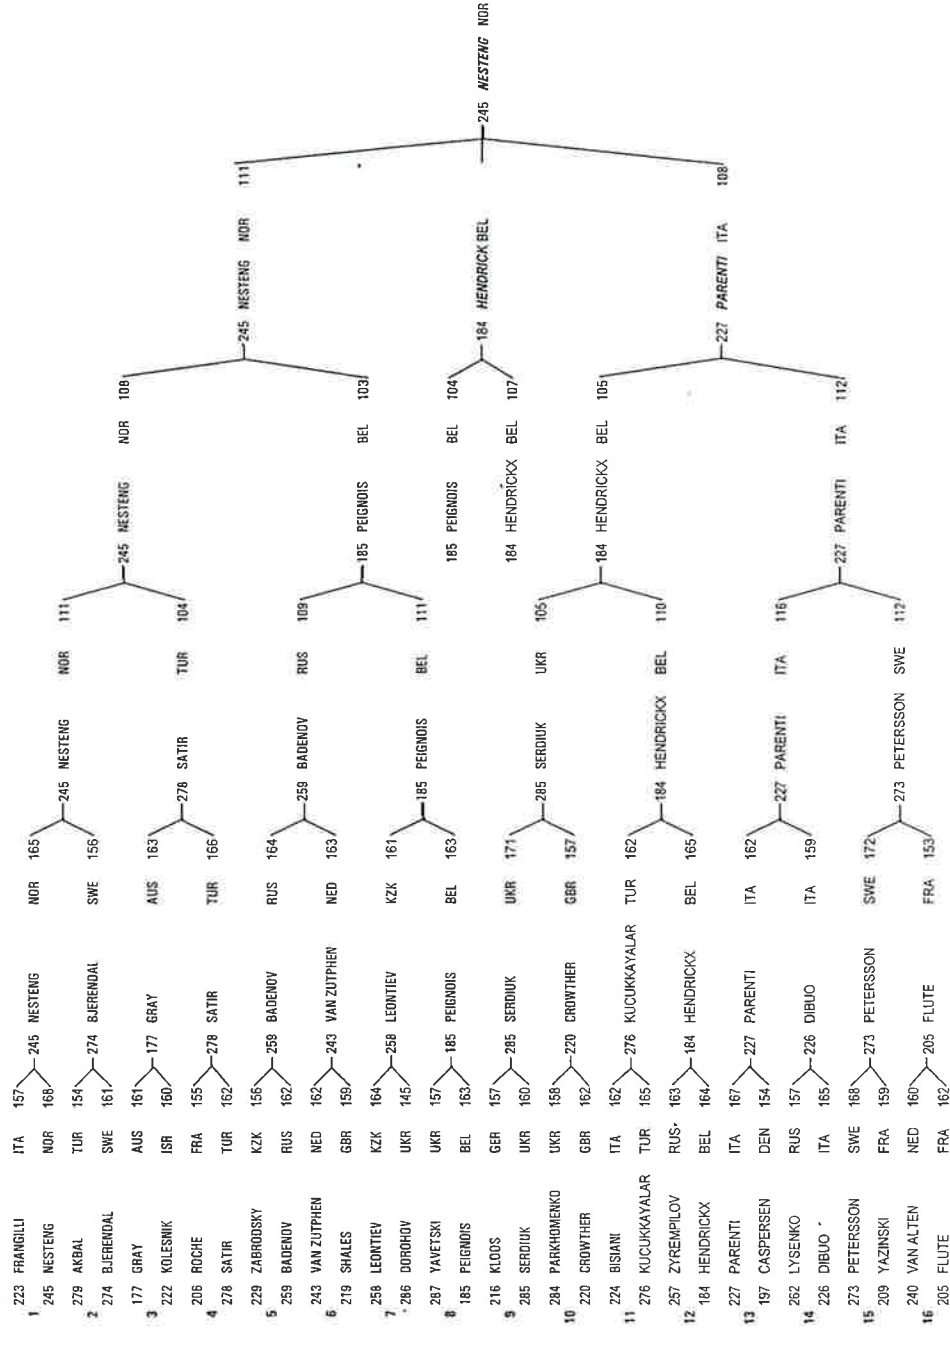 223 FRANGILLI ITA 157
1
245 NESTENG NOR 168
279 AKBAL TUR 154
2
274 BJERENDAL SWE 161
177 GRAY AUS 161
3
222 KOLESNIK ISR 160
206 ROCHE FRA 155
4
278 SATIR TUR 162
229 ZABRODSKY KZK 156
5
259 BADENOV RUS 162
243 VAN ZUTPHEN NED 162
6
219 SHALES GBR 159
258 LEONTIEV KZK 164
7
286 DOROHOV UKR 145
287 YAVETSKI UKR 157
8
185 PEIGNOIS BEL 163
216 KLOOS GER 157
9
285 SERDIUK UKR 160
284 PARKHOMENKO UKR 158
10
220 CROWTHER GBR 162
224 BISIANI ITA 162
11
276 KUCUKKAYALAR TUR 165
257 ZYREMPILOV RUS 163
12
184 HENDRICKX BEL 164
227 PARENTI ITA 167
13
197 CASPERSEN DEN 154
262 LYSENKO RUS 157
14
226 DIBUO ITA 165
273 PETERSSON SWE 168
15
209 YAZINSKI FRA 159
240 VAN ALTEN NED 160
16
205 FLUTE FRA 162
245 NESTENG NOR 165
274 BJERENDAL SWE 156
177 GRAY AUS 163
278 SATIR TUR 166
259 BADENOV RUS 164
243 VAN ZUTPHEN NED 163
258 LEONTIEV KZK 161
185 PEIGNOIS BEL 163
285 SERDIUK UKR 171
220 CROWTHER GBR 157
276 KUCUKKAYALAR TUR 162
184 HENDRICKX BEL 165
227 PARENTI ITA 162
226 DIBUO ITA 159
273 PETERSSON SWE 172
205 FLUTE FRA 153
245 NESTENG NOR 111
278 SATIR TUR 104
259 BADENOV RUS 109
185 PEIGNOIS BEL 111
285 SERDIUK UKR 105
184 HENDRICKX BEL 110
227 PARENTI ITA 116
273 PETERSSON SWE 112
245 NESTENG NOR 108
185 PEIGNOIS BEL 103
185 PEIGNOIS BEL 104
184 HENDRICKX BEL 107
184 HENDRICKX BEL 105
227 PARENTI ITA 112
245 NESTENG NOR 111
184 HENDRICK BEL
227 PARENTI ITA 108
245 NESTENG NOR